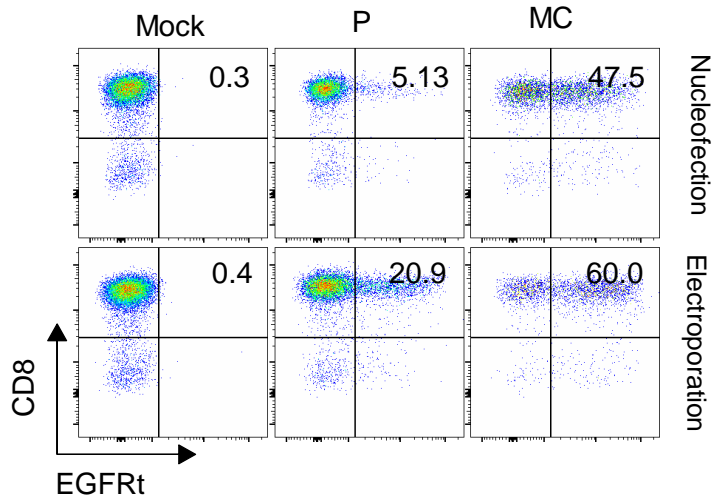 Mock P MC
0.3 5.13 47.5
Nucleofection
0.4 20.9 60.0
Electroporation
CD8
EGFRt